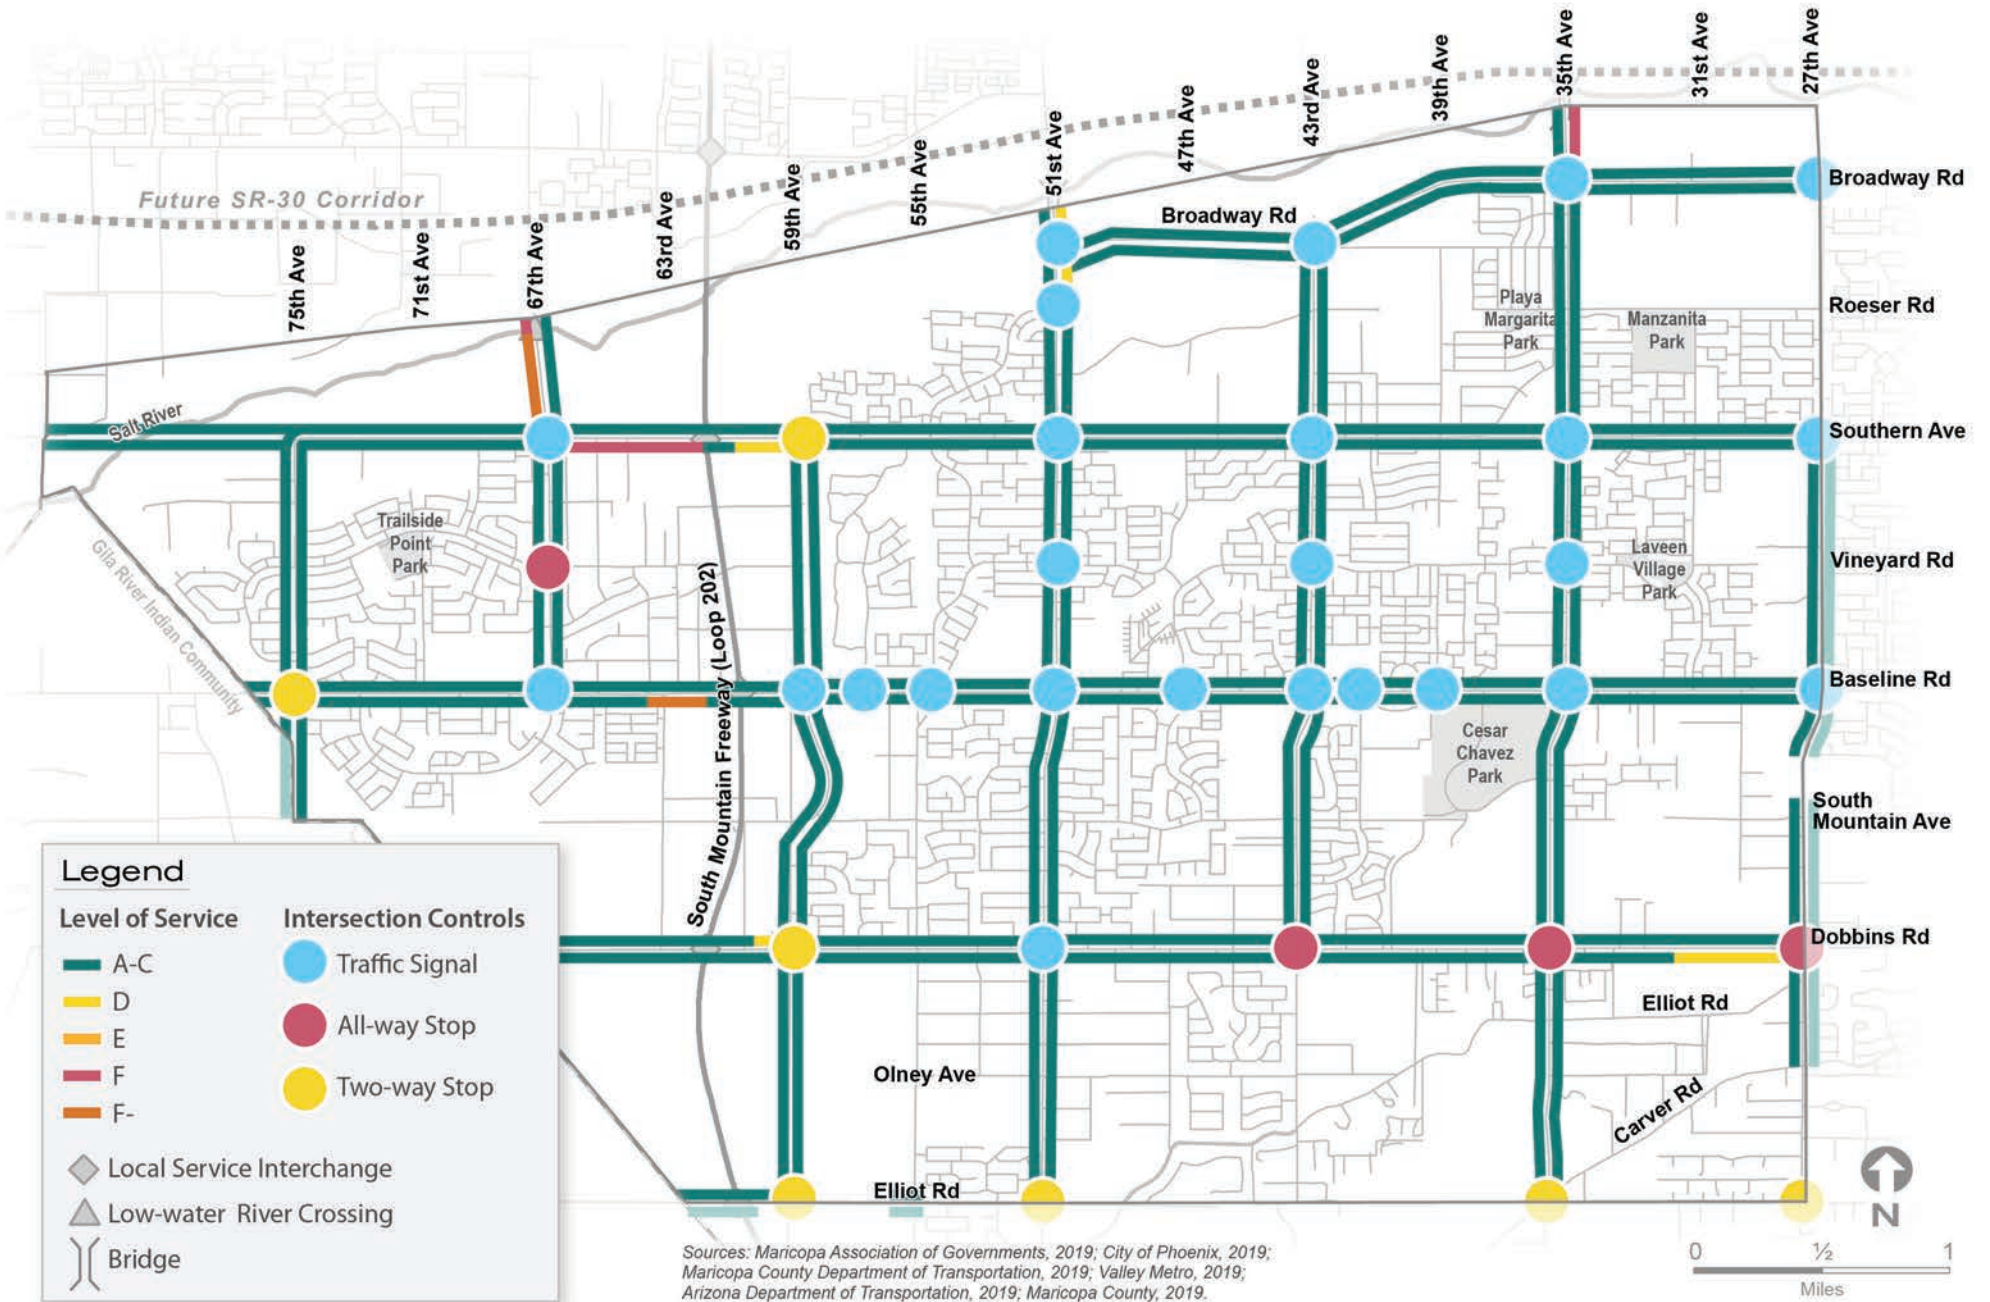 27th Ave
31st Ave
35th Ave
39th Ave
43rd Ave
47th Ave
51st Ave
55th Ave
59th Ave
63rd Ave
67th Ave
71st Ave
75th Ave
Future SR-30 Corridor
Broadway Rd
Broadway Rd
Playa
Margarita
Park
Manzanita
Park
Roeser Rd
Salt River
Southern Ave
Trailside
Point
Park
Gila River Indian Community
South Mountain Freeway (Loop 202)
Laveen
Village
Park
Vineyard Rd
Baseline Rd
Cesar
Chavez
Park
South
Mountain Ave
Dobbins Rd
Elliot Rd
Olney Ave
Carver Rd
Elliot Rd
Legend
Level of Service
A-C
D
E
F
F-
Intersection Controls
Traffic Signal
All-way Stop
Two-way Stop
Local Service Interchange
Low-water River Crossing
Bridge
Sources: Maricopa Association of Governments, 2019; City of Phoenix, 2019;
Maricopa County Department of Transportation, 2019; Valley Metro, 2019;
Arizona Department of Transportation, 2019; Maricopa County, 2019.
N
0 ½ 1
Miles